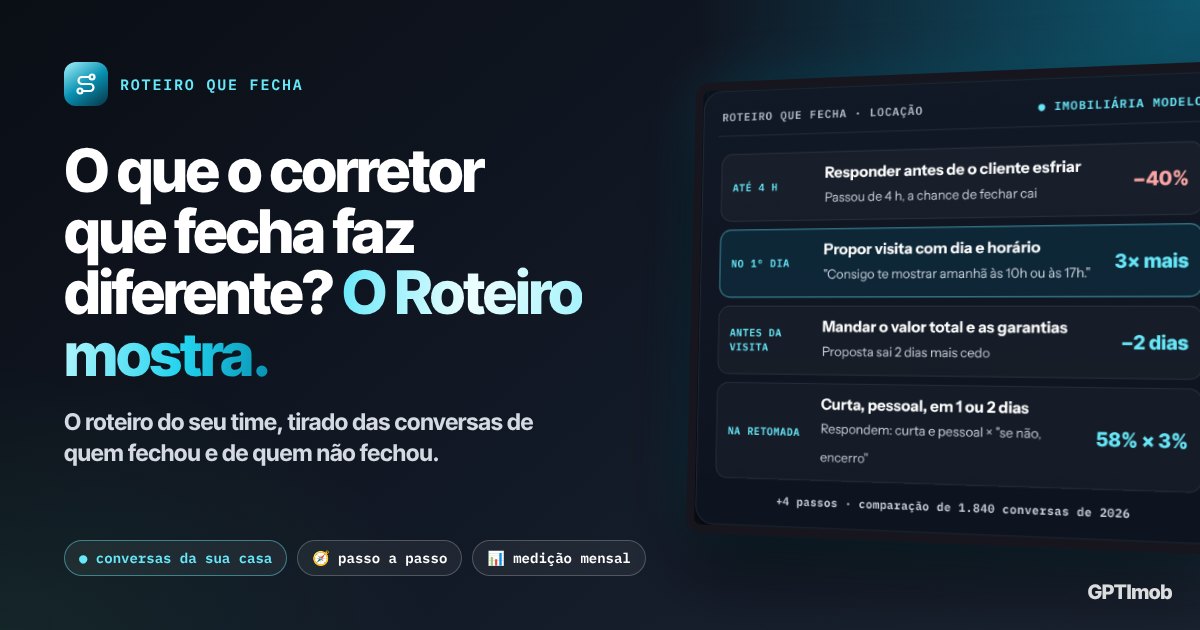 ROTEIRO QUE FECHA
O que o corretor
que fecha faz
diferente? O Roteiro
mostra.
O roteiro do seu time, tirado das conversas de
quem fechou e de quem não fechou.
● conversas da sua casa
🧭 passo a passo
📊 medição mensal
ROTEIRO QUE FECHA · LOCAÇÃO
● IMOBILIÁRIA MODELO
ATÉ 4 H
Responder antes de o cliente esfriar
Passou de 4 h, a chance de fechar cai
−40%
NO 1º DIA
Propor visita com dia e horário
"Consigo te mostrar amanhã às 10h ou às 17h."
3× mais
ANTES DA
VISITA
Mandar o valor total e as garantias
Proposta sai 2 dias mais cedo
−2 dias
NA RETOMADA
Curta, pessoal, em 1 ou 2 dias
Respondem: curta e pessoal × "se não,
encerro"
58% × 3%
+4 passos · comparação de 1.840 conversas de 2026
GPTImob